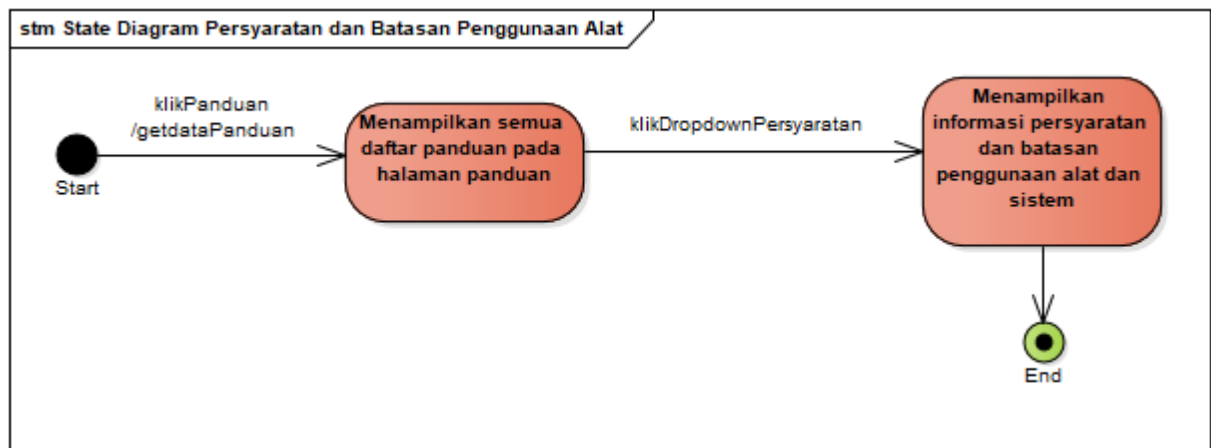 stm State Diagram Persyaratan dan Batasan Penggunaan Alat
klikPanduan
/getdataPanduan
Start
Menampilkan semua
daftar panduan pada
halaman panduan
klikDropdownPersyaratan
Menampilkan
informasi persyaratan
dan batasan
penggunaan alat dan
sistem
End